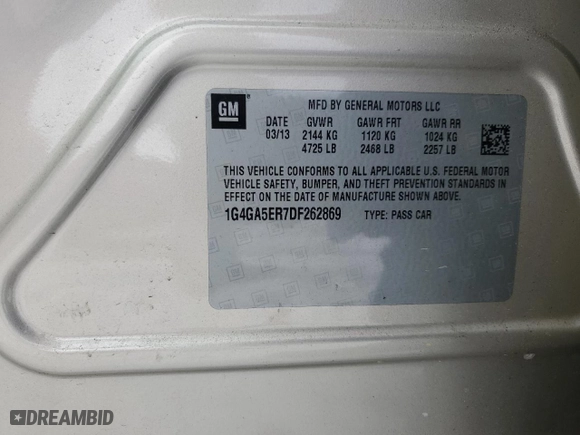 GM
MFD BY GENERAL MOTORS LLC
DATE GVWR GAWR FRT GAWR RR
03/13 2144 KG 1120 KG 1024 KG
4725 LB 2468 LB 2257 LB
THIS VEHICLE CONFORMS TO ALL APPLICABLE U.S. FEDERAL MOTOR
VEHICLE SAFETY, BUMPER, AND THEFT PREVENTION STANDARDS IN
EFFECT ON THE DATE OF MANUFACTURE SHOWN ABOVE.
1G4GA5ER7DF262869 TYPE: PASS CAR
DREAMBID